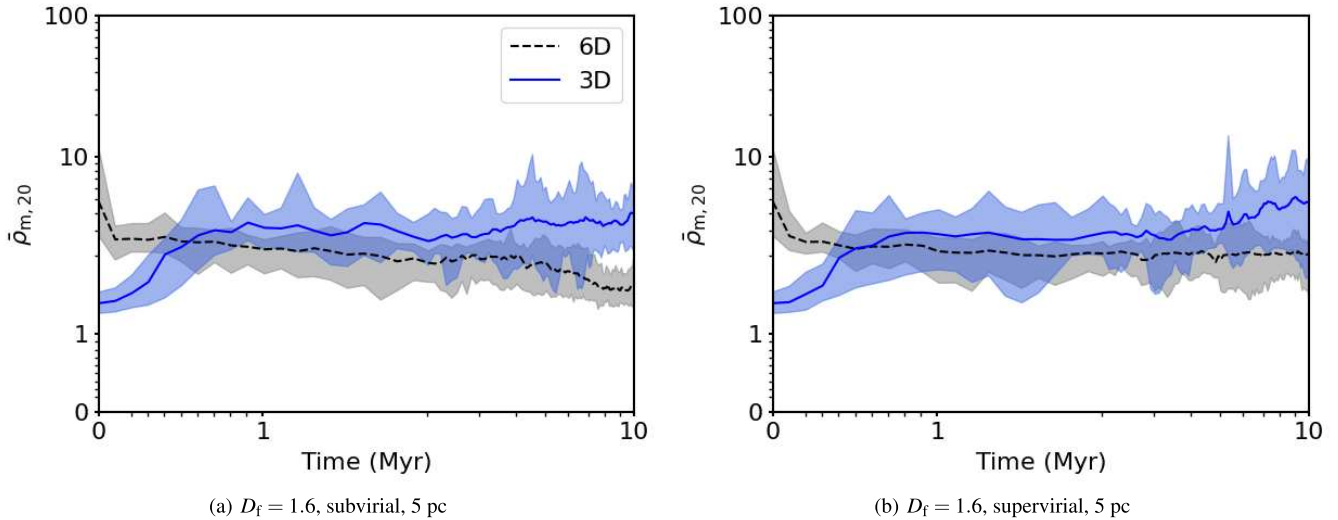 100
10
1
0
ρ̄m, 20
6D
3D
0
1
10
Time (Myr)
(a) Df = 1.6, subvirial, 5 pc
100
10
1
0
ρ̄m, 20
0
1
10
Time (Myr)
(b) Df = 1.6, supervirial, 5 pc